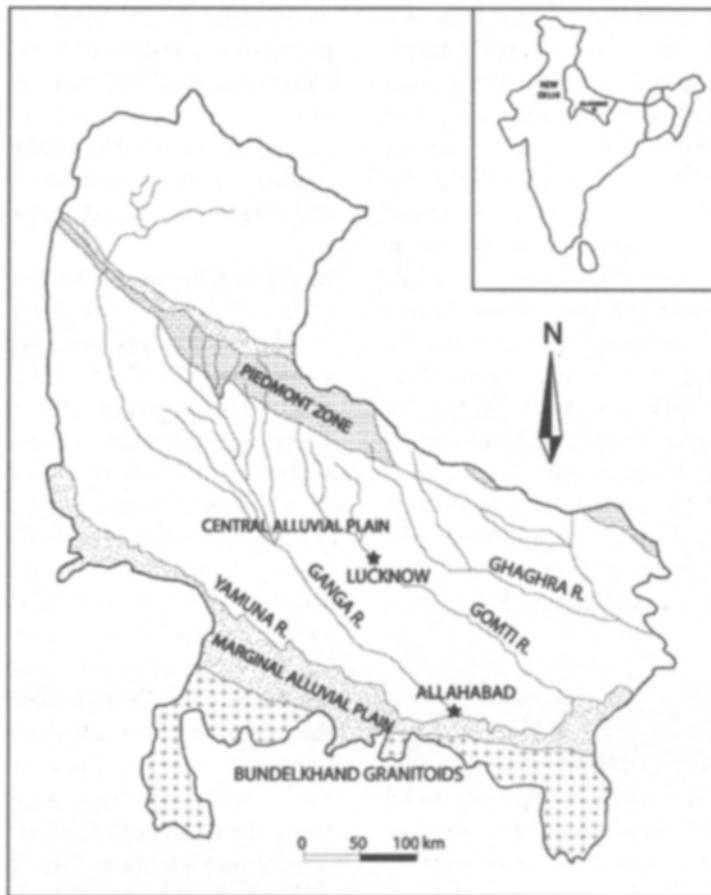 NEW
DELHI
N
PIEDMONT ZONE
CENTRAL ALLUVIAL PLAIN
LUCKNOW
GHAGHRA R.
GANGA R.
GOMTI R.
YAMUNA R.
MARGINAL ALLUVIAL PLAIN
ALLAHABAD
BUNDELKHAND GRANITOIDS
0 50 100 km